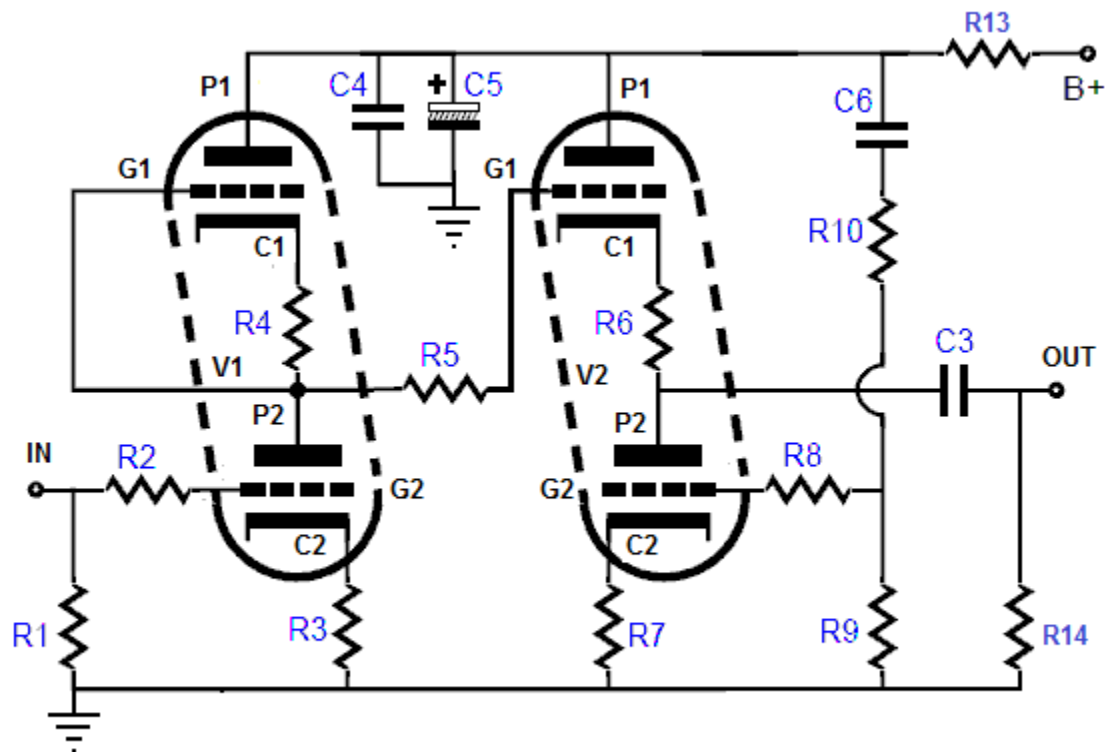 R13
P1
C4
+
C5
P1
C6
B+
G1
G1
R10
C1
C1
R4
R6
C3
OUT
R5
V1
V2
P2
P2
IN
R2
R8
G2
G2
C2
C2
R1
R3
R7
R9
R14